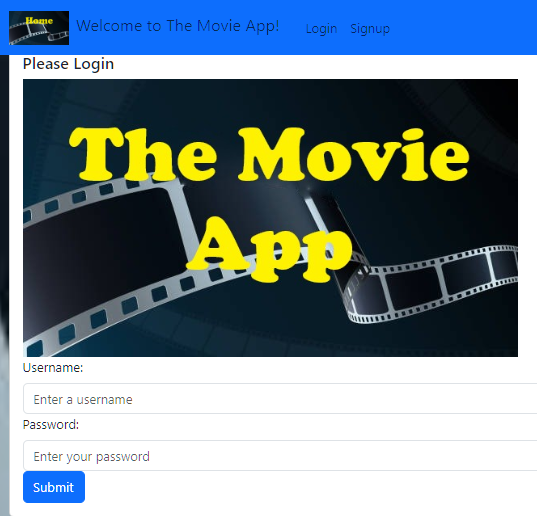 Home
Welcome to The Movie App!
Login
Signup
Please Login
The Movie
App
Username:
Enter a username
Password:
Enter your password
Submit